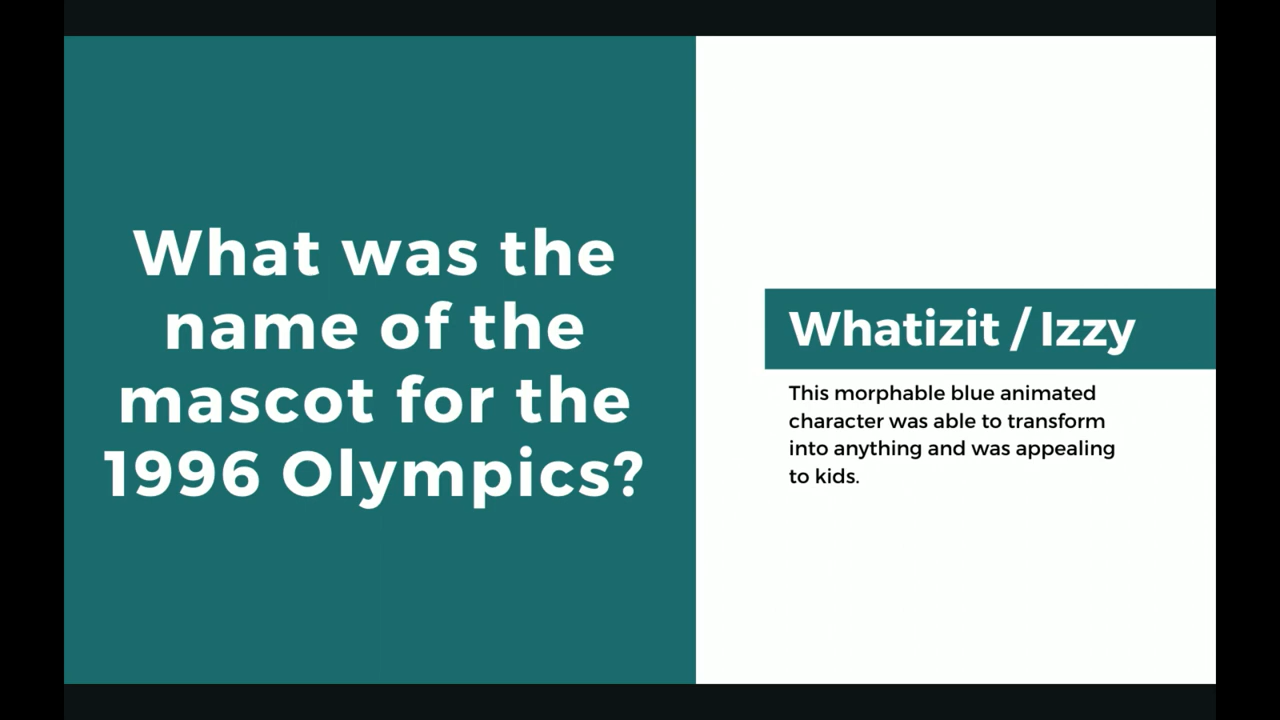 What was the
name of the
mascot for the
1996 Olympics?
Whatizit / Izzy
This morphable blue animated
character was able to transform
into anything and was appealing
to kids.